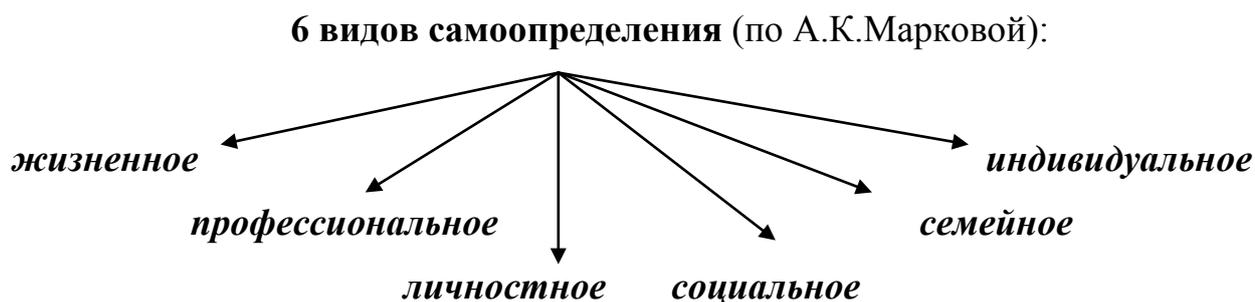 6 видов самоопределения (по А.К.Марковой):
жизненное
индивидуальное
профессиональное
семейное
личностное
социальное